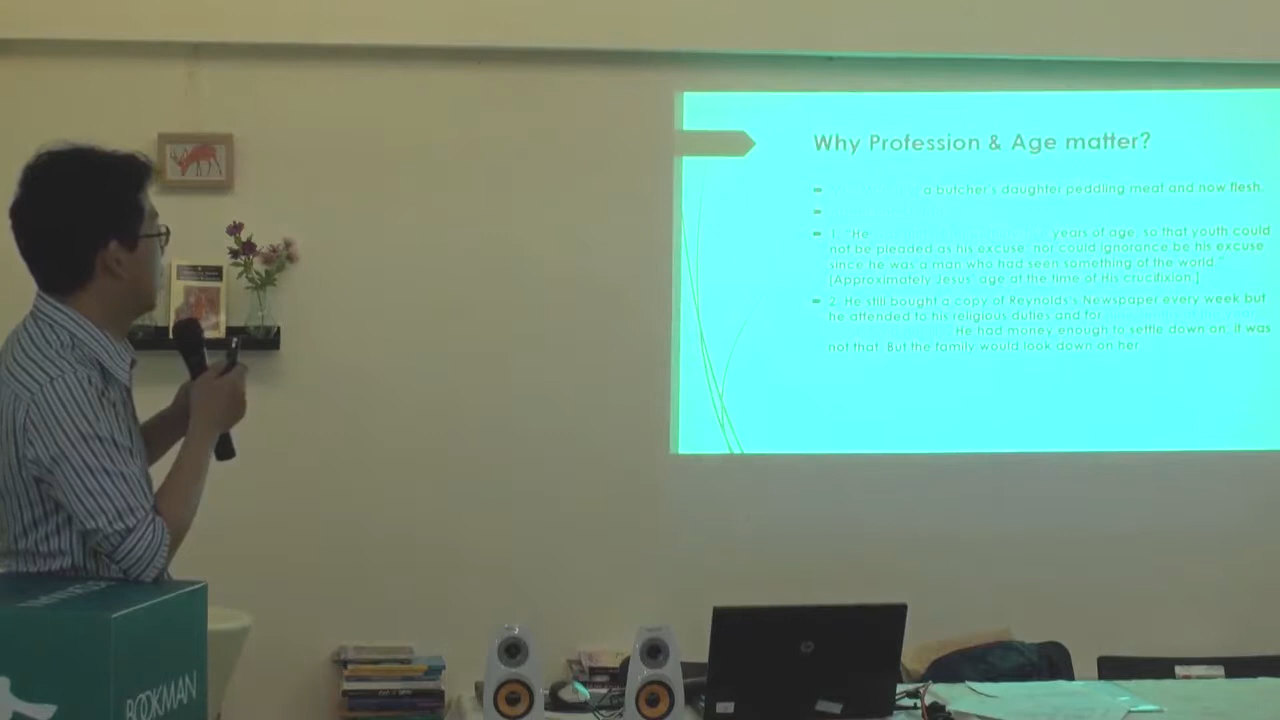 Why Profession & Age matter?
a butcher's daughter peddling meat and now flesh.
1. "He years of age, so that youth could
not be pleaded as his excuse; nor could ignorance be his excuse
since he was a man who had seen something of the world."
[Approximately Jesus' age at the time of His crucifixion.]
2. He still bought a copy of Reynolds's Newspaper every week but
he attended to his religious duties and for
He had money enough to settle down on; it was
not that. But the family would look down on her
BOOKMAN